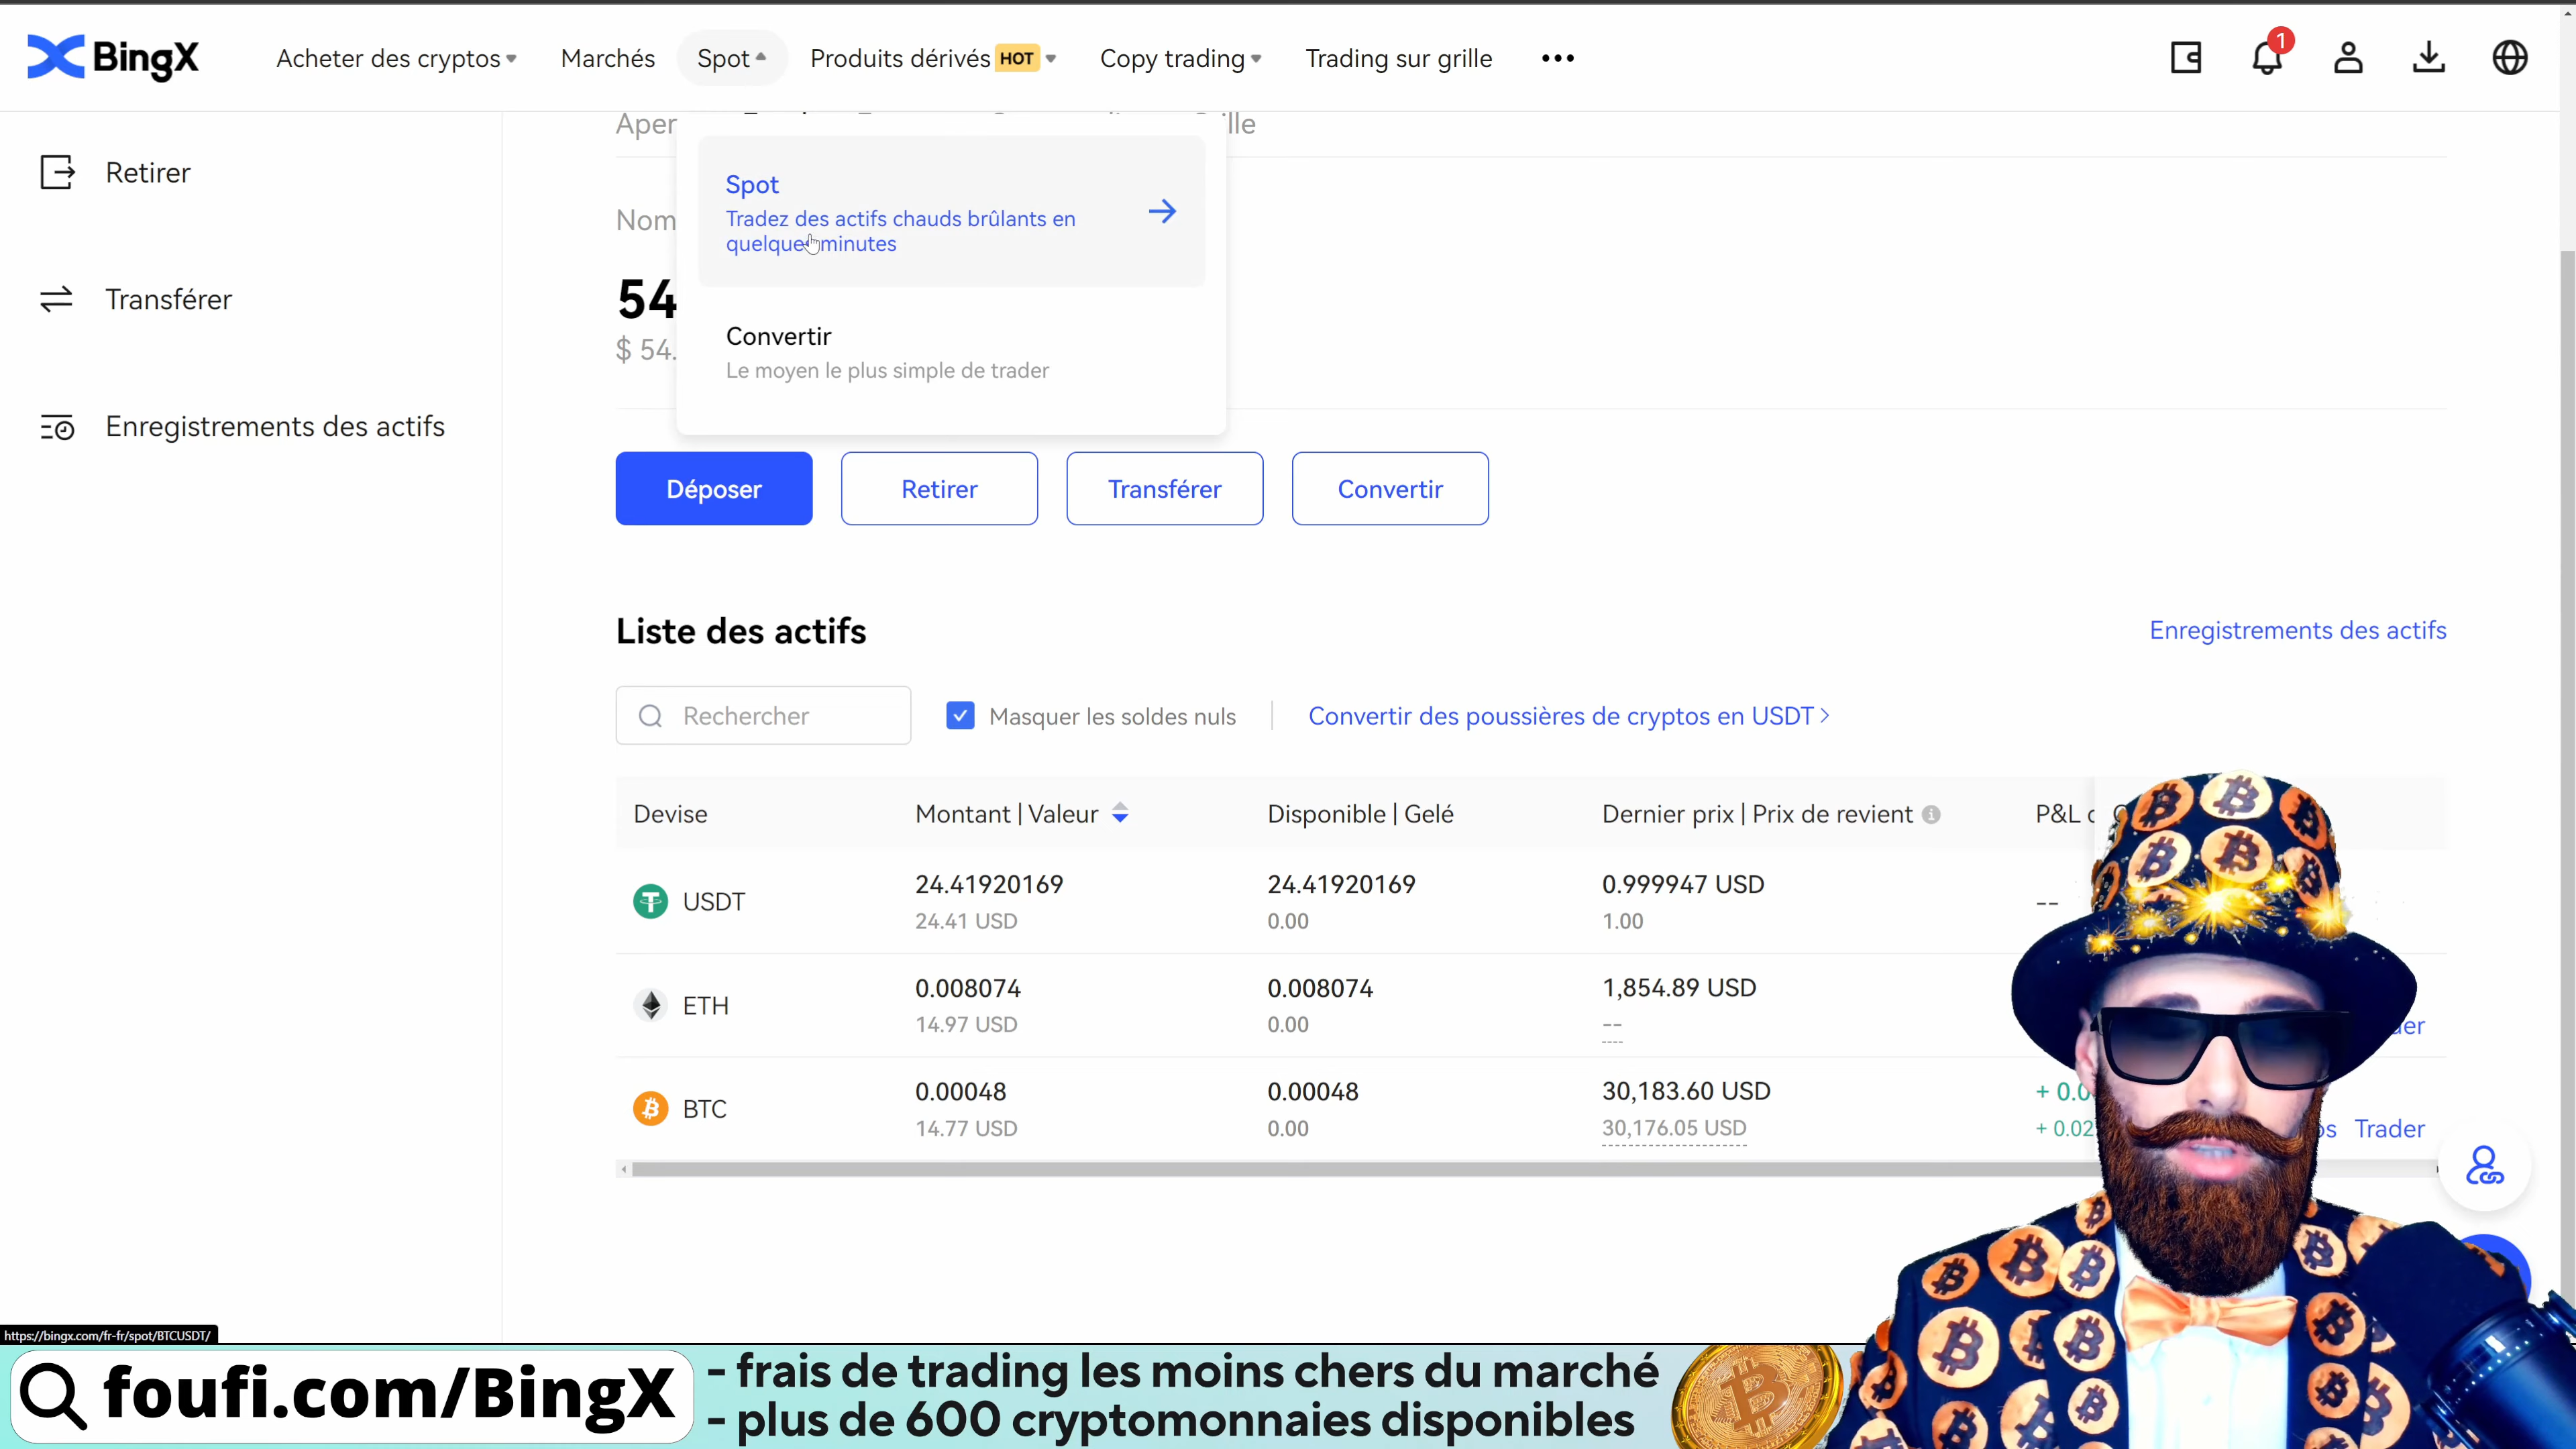 BingX
Acheter des cryptos
Marchés
Spot
Produits dérivés HOT
Copy trading
Trading sur grille
•••
1
Retirer
Transférer
Enregistrements des actifs
Spot
Tradez des actifs chauds brûlants en
quelques minutes
Convertir
Le moyen le plus simple de trader
54
$ 54.
Déposer
Retirer
Transférer
Convertir
Liste des actifs
Enregistrements des actifs
Rechercher
Masquer les soldes nuls
Convertir des poussières de cryptos en USDT >
Devise
Montant | Valeur
Disponible | Gelé
Dernier prix | Prix de revient
P&L
USDT
24.41920169
24.41 USD
24.41920169
0.00
0.999947 USD
1.00
--
ETH
0.008074
14.97 USD
0.008074
0.00
1,854.89 USD
--
BTC
0.00048
14.77 USD
0.00048
0.00
30,183.60 USD
30,176.05 USD
+ 0.0
+ 0.02
Trader
https://bingx.com/fr-fr/spot/BTCUSDT/
foufi.com/BingX
- frais de trading les moins chers du marché
- plus de 600 cryptomonnaies disponibles